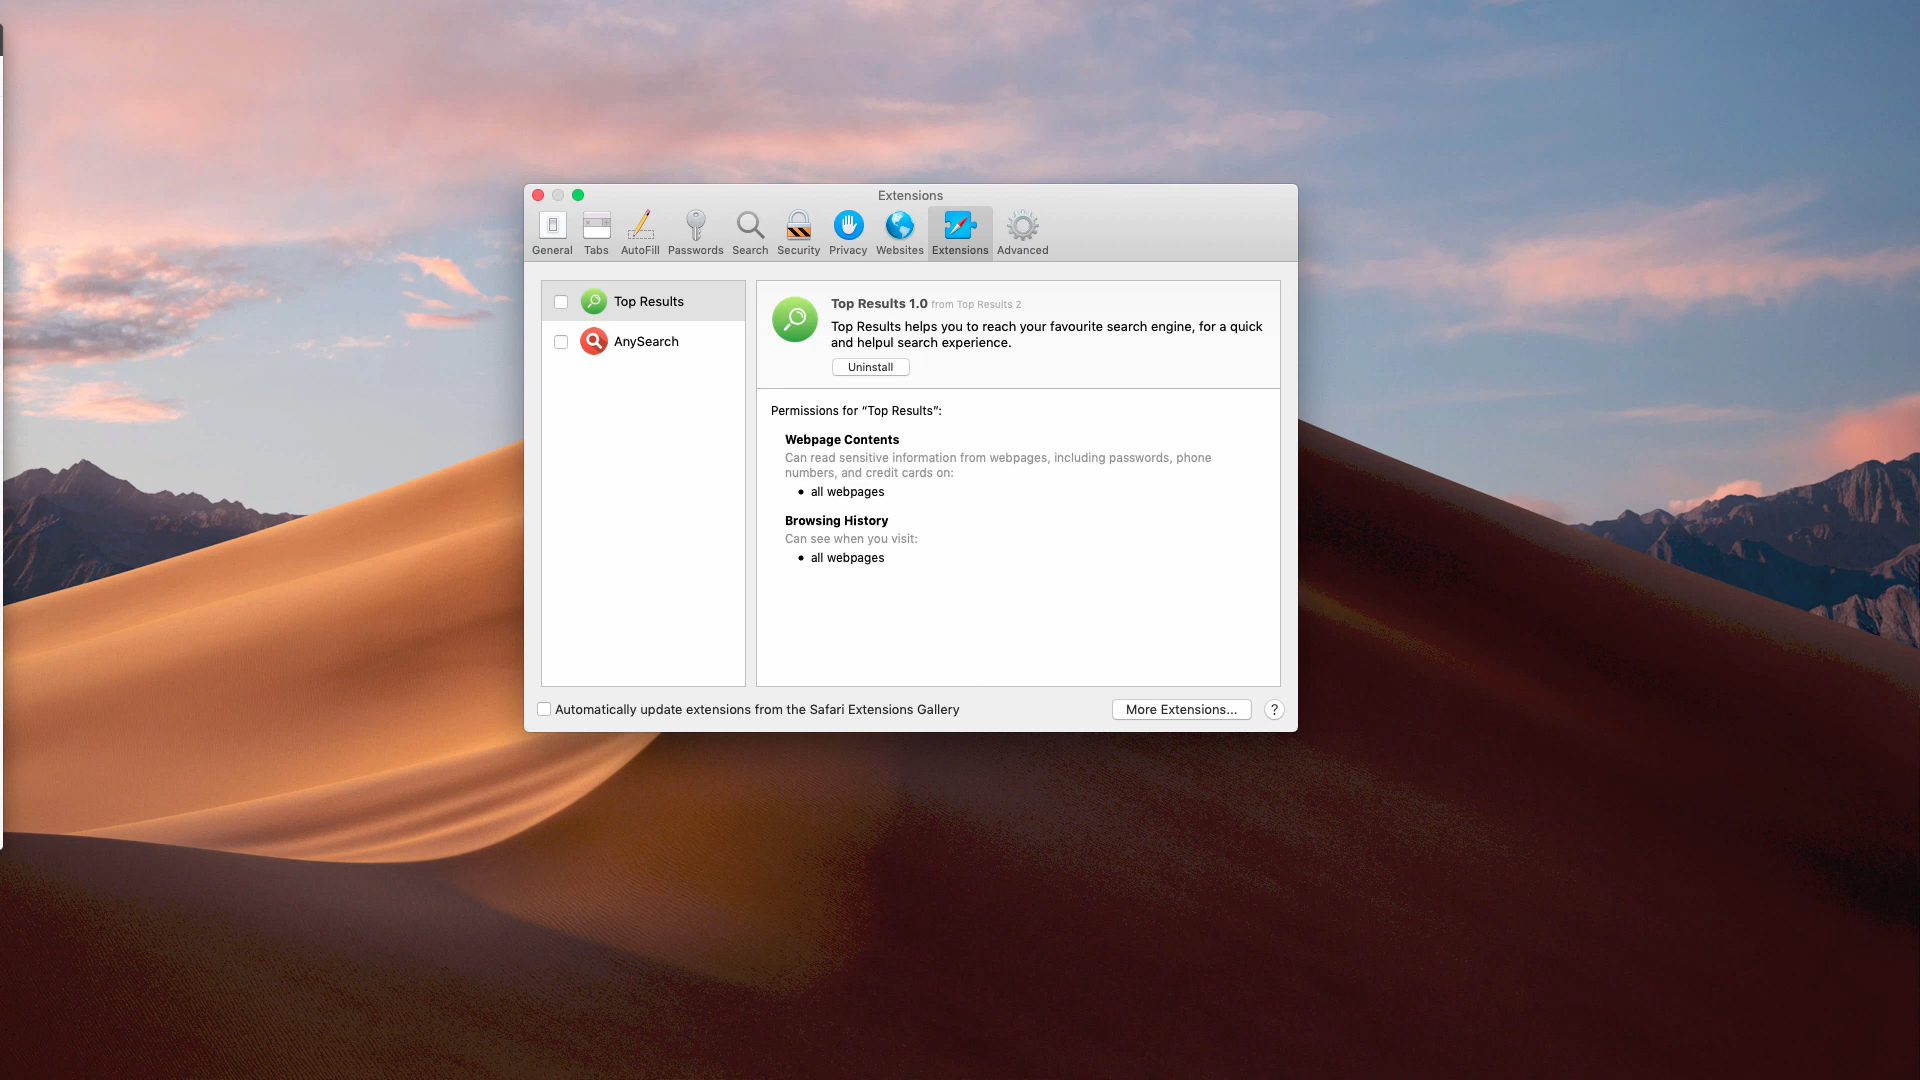 Extensions
General
Tabs
AutoFill
Passwords
Search
Security
Privacy
Websites
Extensions
Advanced
Top Results
AnySearch
Top Results 1.0 from Top Results 2
Top Results helps you to reach your favourite search engine, for a quick
and helpul search experience.
Uninstall
Permissions for “Top Results”:
Webpage Contents
Can read sensitive information from webpages, including passwords, phone
numbers, and credit cards on:
• all webpages
Browsing History
Can see when you visit:
• all webpages
Automatically update extensions from the Safari Extensions Gallery
More Extensions...
?